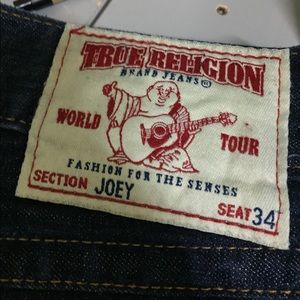 TRUE RELIGION
BRAND JEANS®
WORLD TOUR
FASHION FOR THE SENSES
SECTION JOEY
SEAT 34